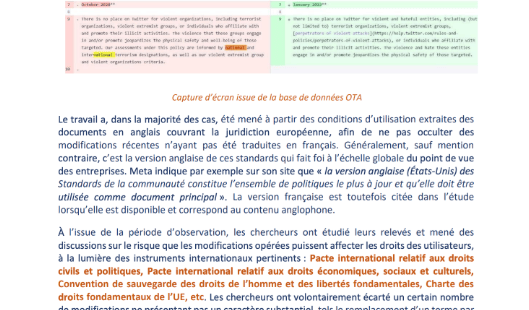 October 2022**
January 2023**
- There is no place on Twitter for violent organizations, including terrorist
organizations, violent extremist groups, or individuals who affiliate with
and promote their illicit activities. The violence that these groups engage
in and/or promote jeopardizes the physical safety and well-being of those
targeted. Our assessments under this policy are informed by national and
international terrorism designations, as well as our violent extremist group
and violent organizations criteria.
+ There is no place on Twitter for violent and hateful entities, including (but
not limited to) terrorist organizations, violent extremist groups,
[perpetrators of violent attacks](https://help.twitter.com/rules-and-
policies/perpetrators-of-violent-attacks), or individuals who affiliate with
and promote their illicit activities. The violence and hate these entities
engage in and/or promote jeopardizes the physical safety of those targeted.
Capture d'écran issue de la base de données OTA
Le travail a, dans la majorité des cas, été mené à partir des conditions d'utilisation extraites des
documents en anglais couvrant la juridiction européenne, afin de ne pas occulter des
modifications récentes n'ayant pas été traduites en français. Généralement, sauf mention
contraire, c'est la version anglaise de ces standards qui fait foi à l'échelle globale du point de vue
des entreprises. Meta indique par exemple sur son site que « la version anglaise (États-Unis) des
Standards de la communauté constitue l'ensemble de politiques le plus à jour et qu'elle doit être
utilisée comme document principal ». La version française est toutefois citée dans l'étude
lorsqu'elle est disponible et correspond au contenu anglophone.
À l'issue de la période d'observation, les chercheurs ont étudié leurs relevés et mené des
discussions sur le risque que les modifications opérées puissent affecter les droits des utilisateurs,
à la lumière des instruments internationaux pertinents : Pacte international relatif aux droits
civils et politiques, Pacte international relatif aux droits économiques, sociaux et culturels,
Convention de sauvegarde des droits de l'homme et des libertés fondamentales, Charte des
droits fondamentaux de l'UE, etc. Les chercheurs ont volontairement écarté un certain nombre
de modifications ne présentant pas un caractère substantiel, tels le remplacement d'un terme par